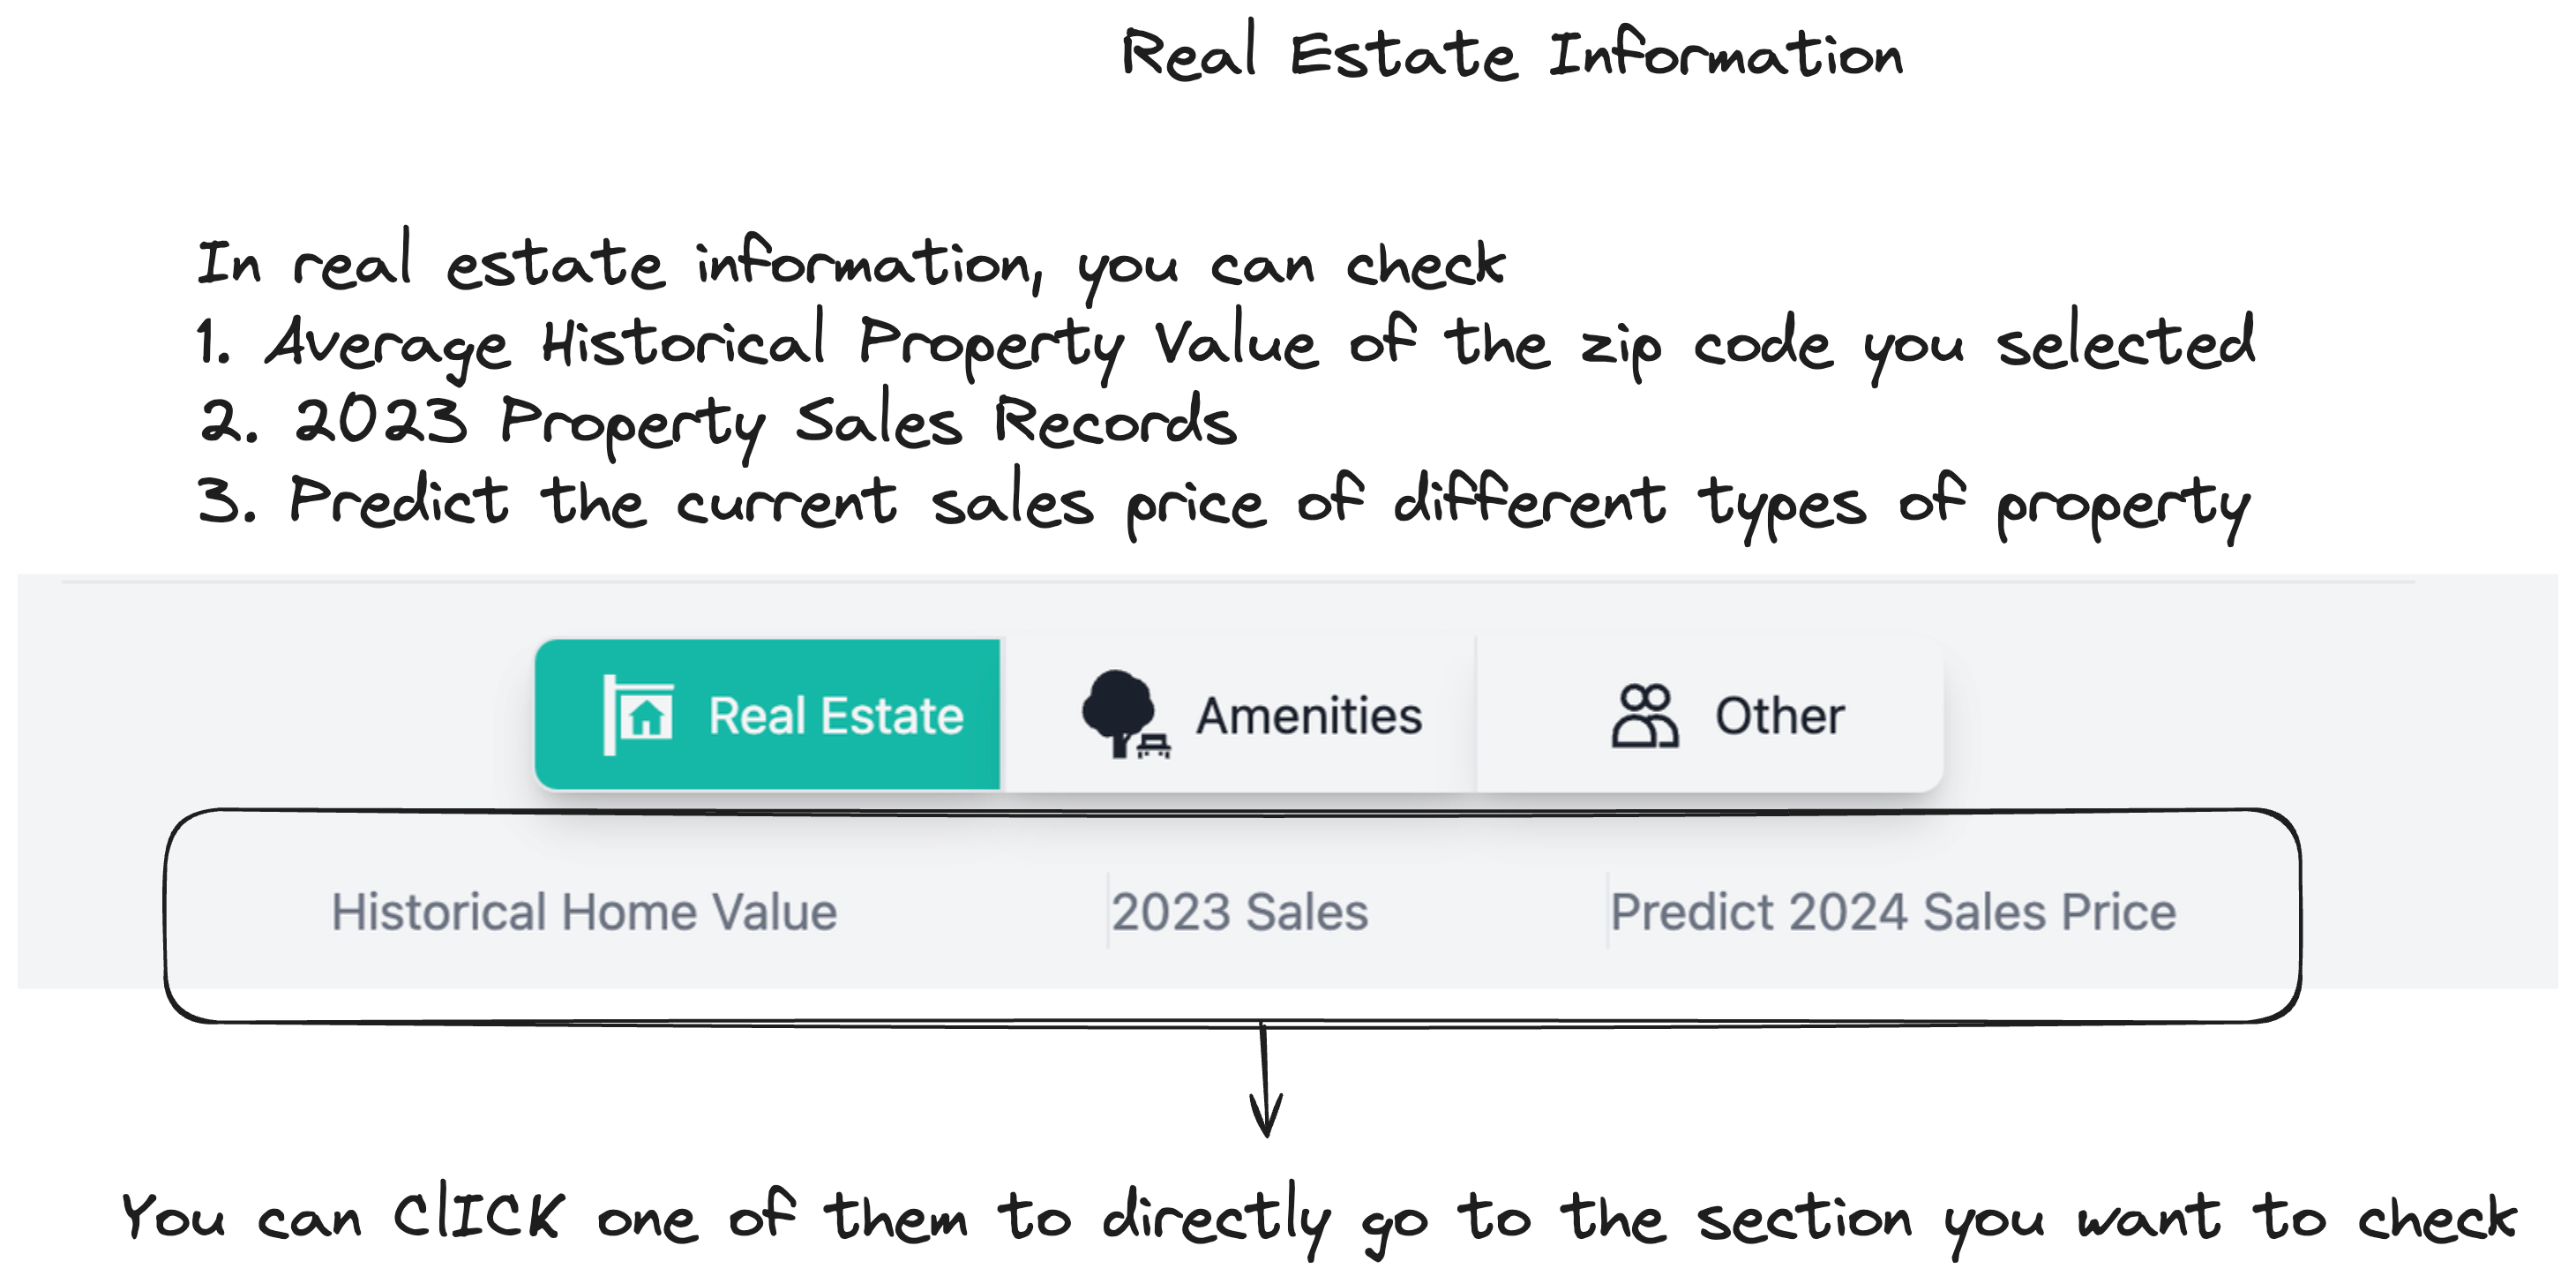 Real Estate Information
In real estate information, you can check
1. Average Historical Property Value of the zip code you selected
2. 2023 Property Sales Records
3. Predict the current sales price of different types of property
Real Estate Amenities Other
Historical Home Value 2023 Sales Predict 2024 Sales Price
You can ClICK one of them to directly go to the section you want to check